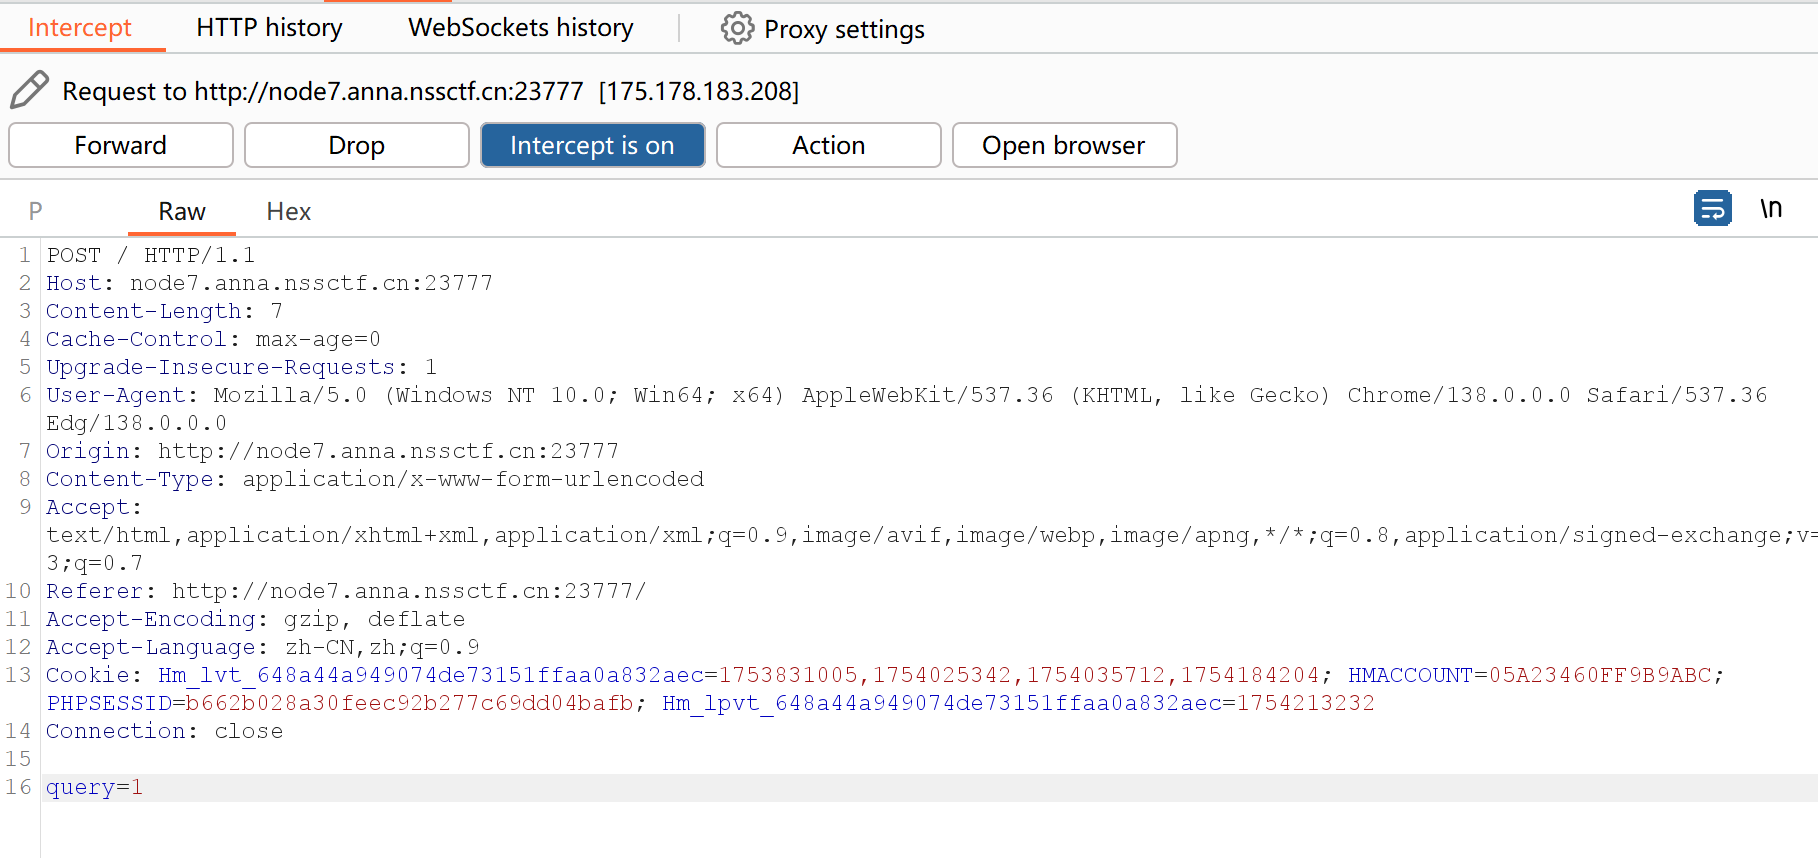 Intercept HTTP history WebSockets history Proxy settings
Request to http://node7.anna.nssctf.cn:23777 [175.178.183.208]
Forward Drop Intercept is on Action Open browser
P Raw Hex \n
1 POST / HTTP/1.1
2 Host: node7.anna.nssctf.cn:23777
3 Content-Length: 7
4 Cache-Control: max-age=0
5 Upgrade-Insecure-Requests: 1
6 User-Agent: Mozilla/5.0 (Windows NT 10.0; Win64; x64) AppleWebKit/537.36 (KHTML, like Gecko) Chrome/138.0.0.0 Safari/537.36
Edg/138.0.0.0
7 Origin: http://node7.anna.nssctf.cn:23777
8 Content-Type: application/x-www-form-urlencoded
9 Accept:
text/html,application/xhtml+xml,application/xml;q=0.9,image/avif,image/webp,image/apng,*/*;q=0.8,application/signed-exchange;v=
3;q=0.7
10 Referer: http://node7.anna.nssctf.cn:23777/
11 Accept-Encoding: gzip, deflate
12 Accept-Language: zh-CN,zh;q=0.9
13 Cookie: Hm_lvt_648a44a949074de73151ffaa0a832aec=1753831005,1754025342,1754035712,1754184204; HMACCOUNT=05A23460FF9B9ABC;
PHPSESSID=b662b028a30feec92b277c69dd04bafb; Hm_lpvt_648a44a949074de73151ffaa0a832aec=1754213232
14 Connection: close
15
16 query=1